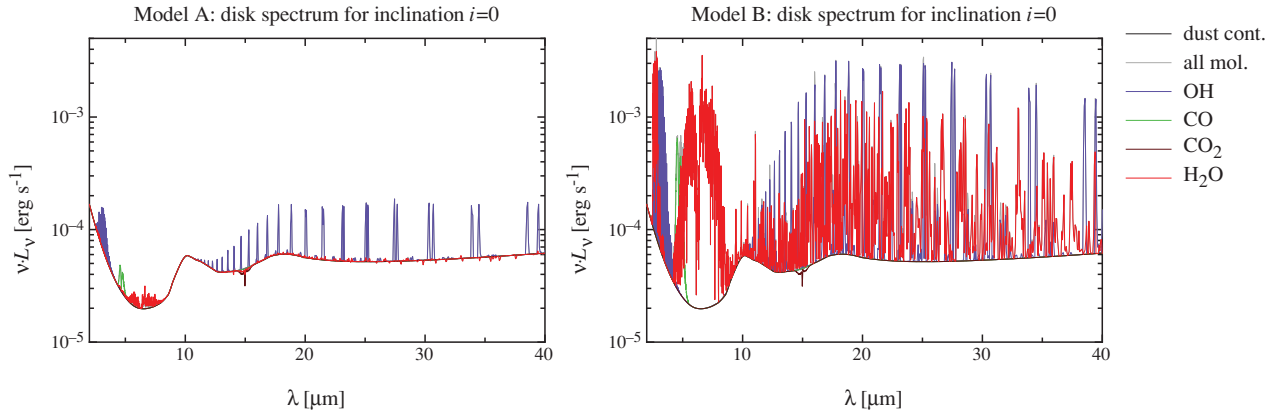 Model A: disk spectrum for inclination i=0
10⁻³
10⁻⁴
10⁻⁵
ν·Lν [erg s⁻¹]
10
20
30
40
λ [μm]
Model B: disk spectrum for inclination i=0
10⁻³
10⁻⁴
10⁻⁵
ν·Lν [erg s⁻¹]
10
20
30
40
λ [μm]
dust cont.
all mol.
OH
CO
CO₂
H₂O